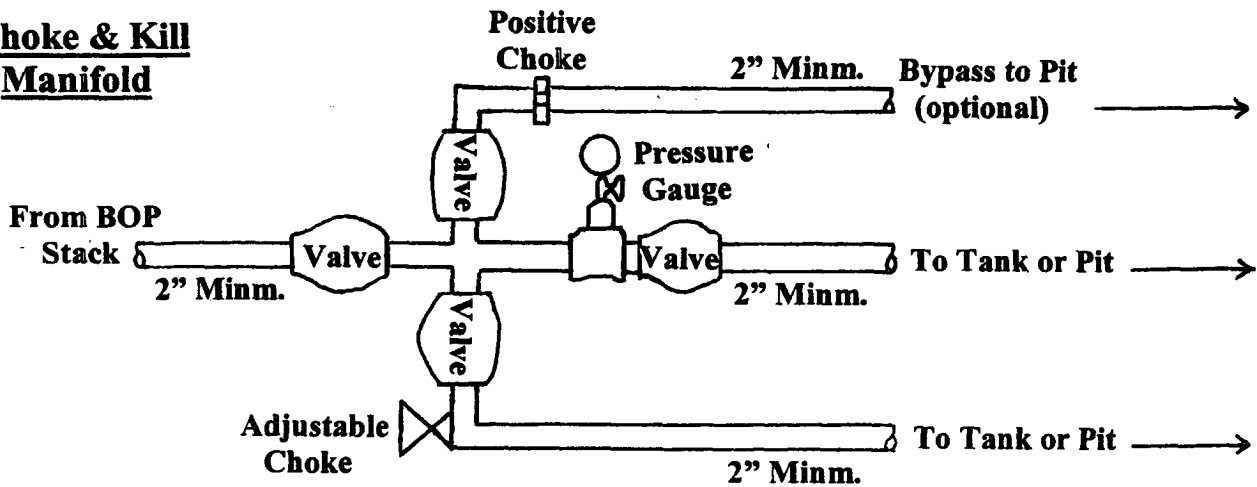 hoke & Kill
Manifold
Positive
Choke
2” Minm.
Bypass to Pit
(optional)
Valve
Pressure
Gauge
From BOP
Stack
Valve
Valve
To Tank or Pit
2” Minm.
2” Minm.
Valve
Adjustable
Choke
To Tank or Pit
2” Minm.